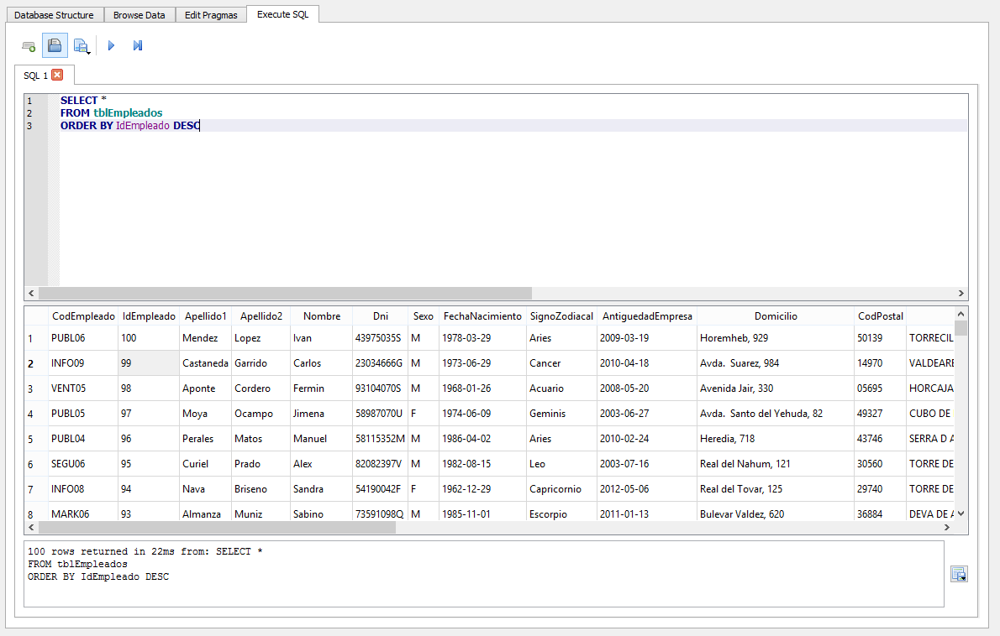 Database Structure Browse Data Edit Pragmas Execute SQL
SQL 1
1 SELECT *
2 FROM tblEmpleados
3 ORDER BY IdEmpleado DESC
CodEmpleado IdEmpleado Apellido1 Apellido2 Nombre Dni Sexo FechaNacimiento SignoZodiacal AntiguedadEmpresa Domicilio CodPostal
1 PUBL06 100 Mendez Lopez Ivan 43975035S M 1978-03-29 Aries 2009-03-19 Horemheb, 929 50139 TORRECIL
2 INFO09 99 Castaneda Garrido Carlos 23034666G M 1973-06-29 Cancer 2010-04-18 Avda. Suarez, 984 14970 VALDEARE
3 VENT05 98 Aponte Cordero Fermin 93104070S M 1968-01-26 Acuario 2008-05-20 Avenida Jair, 330 05695 HORCAJA
4 PUBL05 97 Moya Ocampo Jimena 58987070U F 1974-06-09 Geminis 2003-06-27 Avda. Santo del Yehuda, 82 49327 CUBO DE
5 PUBL04 96 Perales Matos Manuel 58115352M M 1986-04-02 Aries 2010-02-24 Heredia, 718 43746 SERRA D A
6 SEGU06 95 Curiel Prado Alex 82082397V M 1982-08-15 Leo 2003-07-16 Real del Nahum, 121 30560 TORRE DE
7 INFO08 94 Nava Briseno Sandra 54190042F F 1962-12-29 Capricornio 2012-05-06 Real del Tovar, 125 29740 TORRE DE
8 MARK06 93 Almanza Muniz Sabino 73591098Q M 1985-11-01 Escorpio 2011-01-13 Bulevar Valdez, 620 36884 DEVA DE A
100 rows returned in 22ms from: SELECT *
FROM tblEmpleados
ORDER BY IdEmpleado DESC